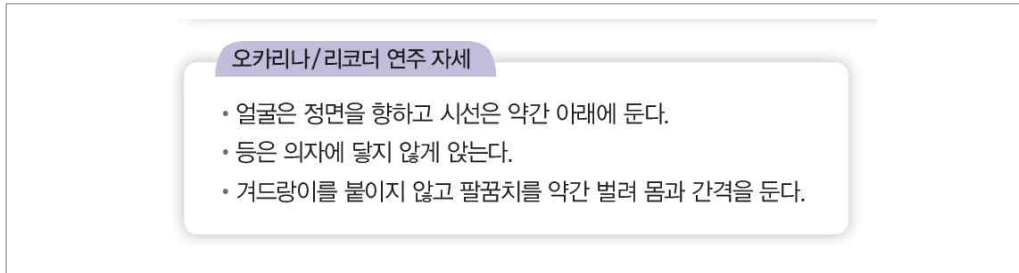 오카리나/리코더 연주 자세
• 얼굴은 정면을 향하고 시선은 약간 아래에 둔다.
• 등은 의자에 닿지 않게 앉는다.
• 겨드랑이를 붙이지 않고 팔꿈치를 약간 벌려 몸과 간격을 둔다.